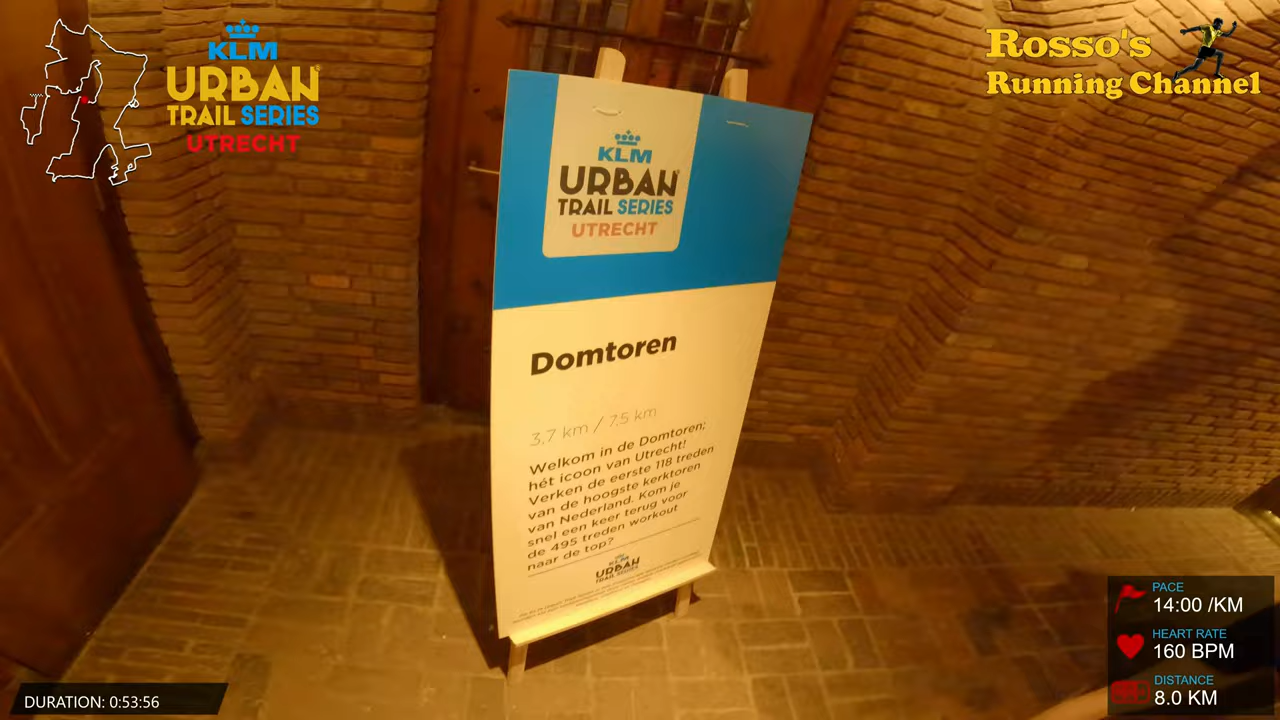 KLM
URBAN
TRAIL SERIES
UTRECHT
Rosso's
Running Channel
KLM
URBAN
TRAIL SERIES
UTRECHT
Domtoren
3,7 km / 7,5 km
Welkom in de Domtoren;
hét icoon van Utrecht!
Verken de eerste 118 treden
van de hoogste kerktoren
van Nederland. Kom je
snel een keer terug voor
de 495 treden workout
naar de top?
KLM
URBAN
TRAIL SERIES
PACE
14:00 /KM
HEART RATE
160 BPM
DISTANCE
8.0 KM
DURATION: 0:53:56